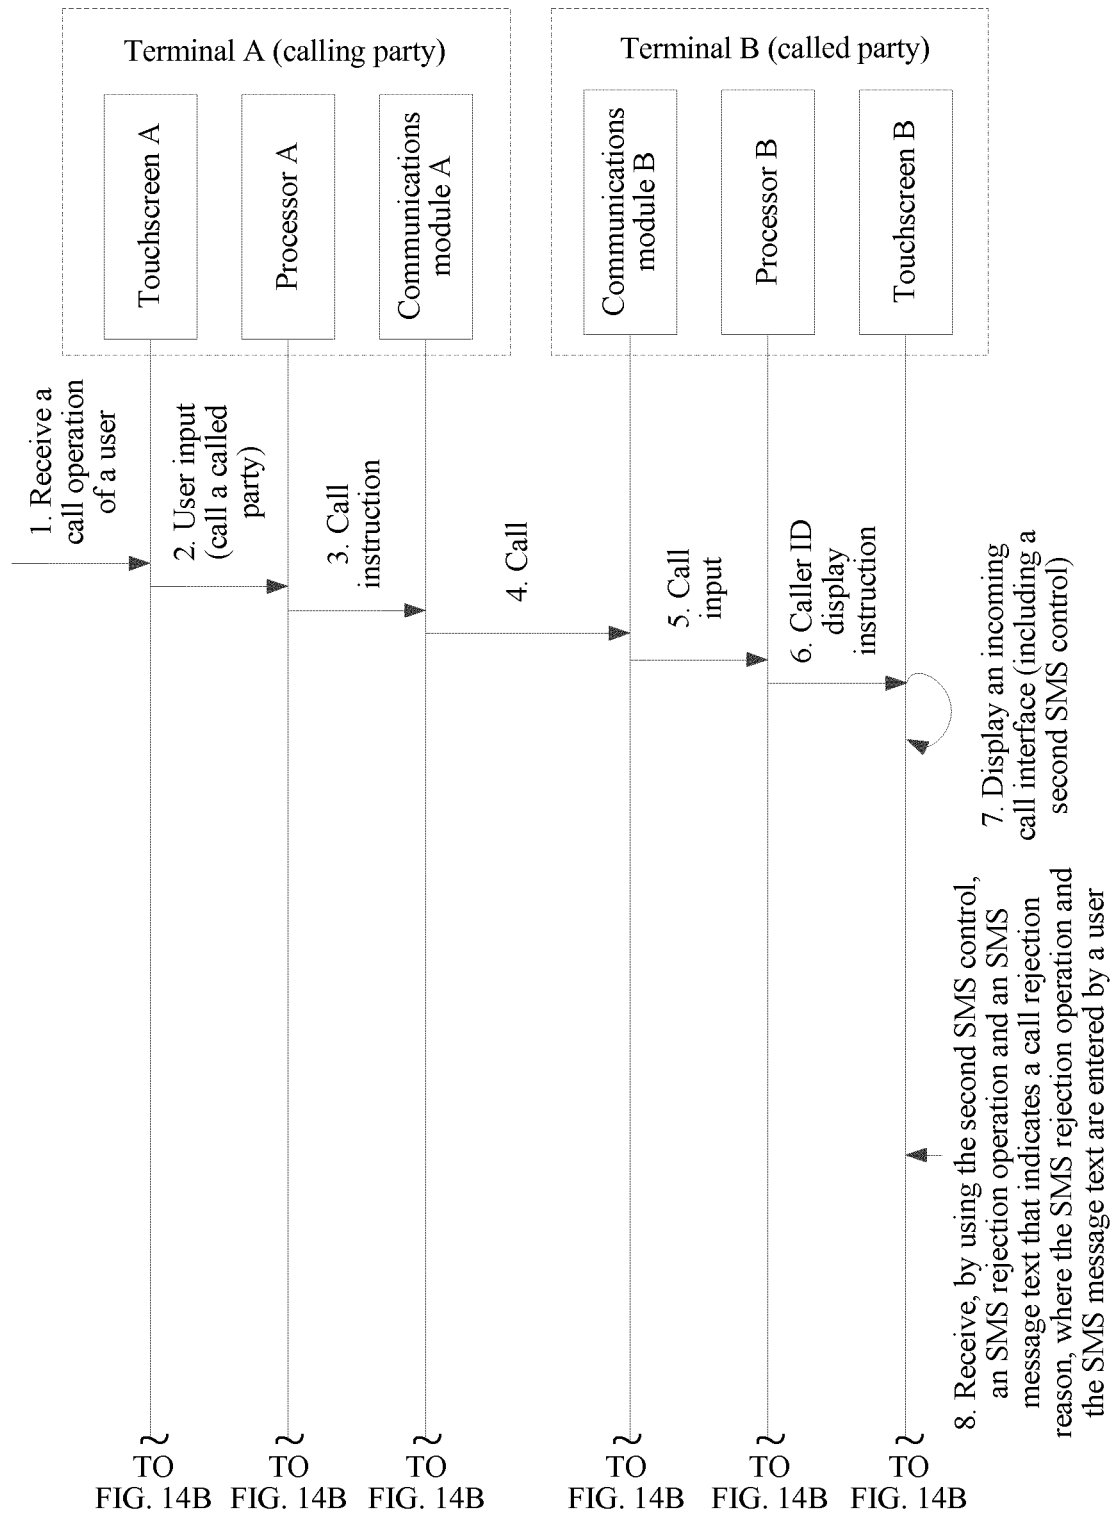 Terminal A (calling party)
Terminal B (called party)
Touchscreen A
Processor A
Communications
module A
Communications
module B
Processor B
Touchscreen B
1. Receive a
call operation
of a user
2. User input
(call a called
party)
3. Call
instruction
4. Call
5. Call
input
6. Caller ID
display
instruction
7. Display an incoming
call interface (including a
second SMS control)
8. Receive, by using the second SMS control,
an SMS rejection operation and an SMS
message text that indicates a call rejection
reason, where the SMS rejection operation and
the SMS message text are entered by a user
TO
FIG. 14B
TO
FIG. 14B
TO
FIG. 14B
TO
FIG. 14B
TO
FIG. 14B
TO
FIG. 14B